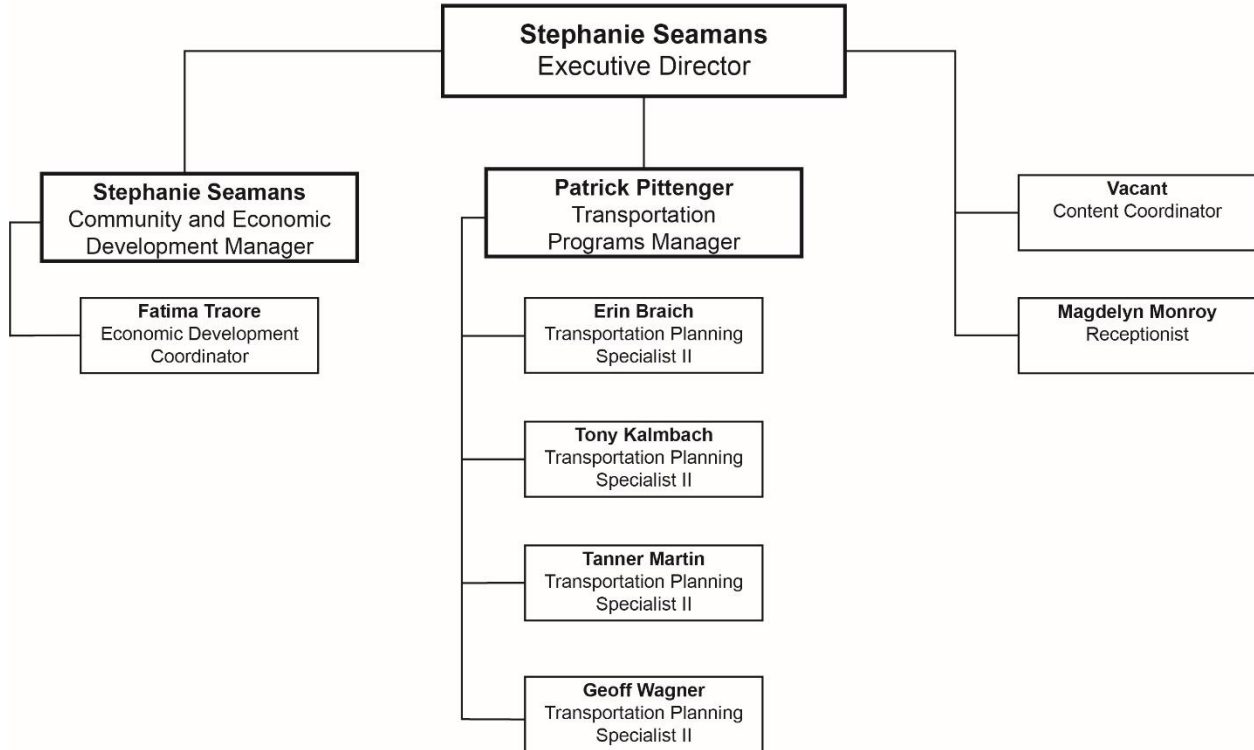 Stephanie Seamans
Executive Director
Stephanie Seamans
Community and Economic
Development Manager
Fatima Traore
Economic Development
Coordinator
Patrick Pittenger
Transportation
Programs Manager
Erin Braich
Transportation Planning
Specialist II
Tony Kalmbach
Transportation Planning
Specialist II
Tanner Martin
Transportation Planning
Specialist II
Geoff Wagner
Transportation Planning
Specialist II
Vacant
Content Coordinator
Magdelyn Monroy
Receptionist